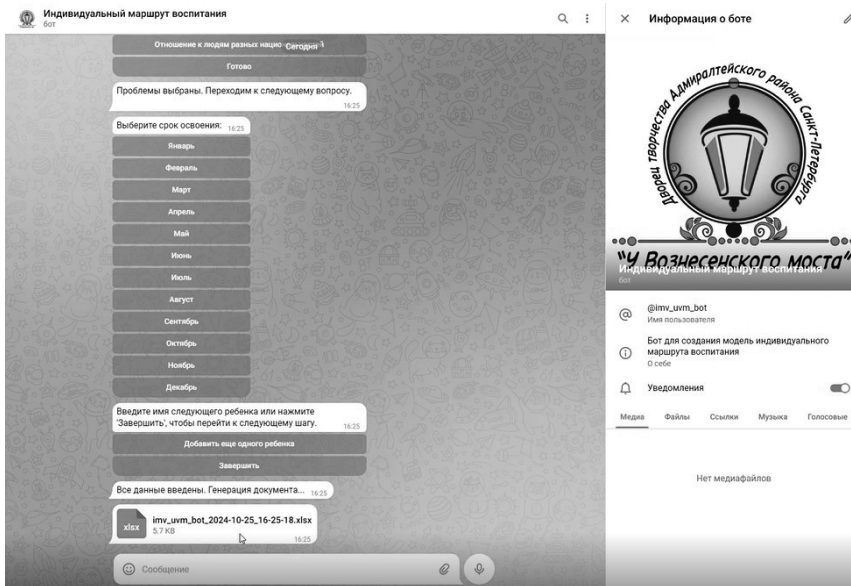 Индивидуальный маршрут воспитания
бот
Отношение к людям разных нацио
Сегодня
Готово
Проблемы выбраны. Переходим к следующему вопросу.
16:25
Выберите срок освоения:
16:25
Январь
Февраль
Март
Апрель
Май
Июнь
Июль
Август
Сентябрь
Октябрь
Ноябрь
Декабрь
Введите имя следующего ребенка или нажмите
'Завершить', чтобы перейти к следующему шагу.
16:25
Добавить еще одного ребенка
Завершить
Все данные введены. Генерация документа...
16:25
xlsx
imv_uvm_bot_2024-10-25_16-25-18.xlsx
5.7 KB
16:25
Сообщение
Информация о боте
Дворец творчества Адмиралтейского района Санкт-Петербурга
"У Вознесенского моста"
Индивидуальный маршрут воспитания
бот
@imv_uvm_bot
Имя пользователя
Бот для создания модель индивидуального
маршрута воспитания
О себе
Уведомления
Медиа Файлы Ссылки Музыка Голосовые
Нет медиафайлов